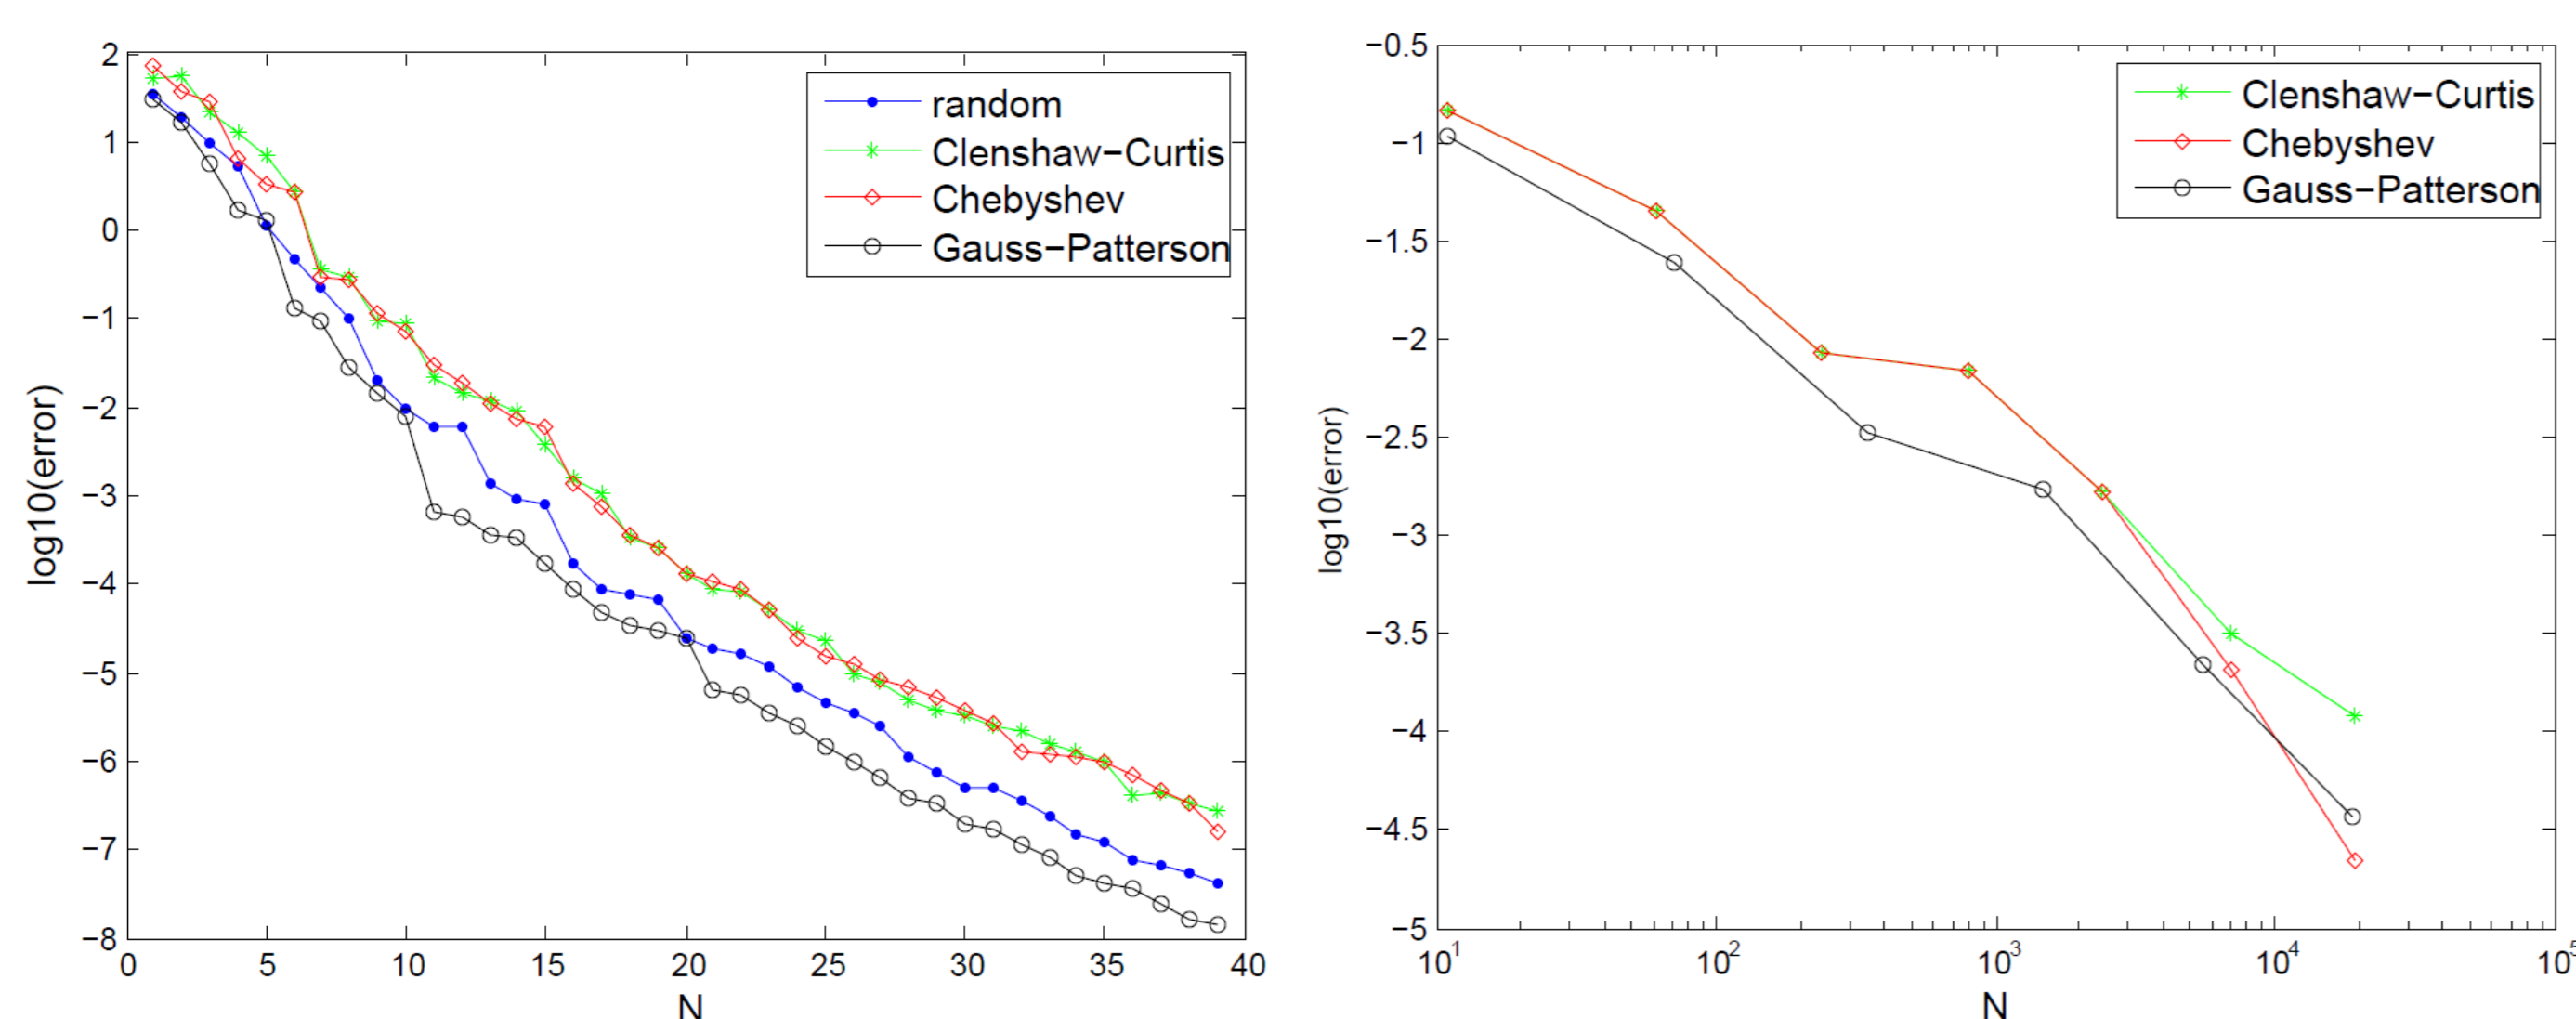 2
1
0
−1
−2
−3
−4
−5
−6
−7
−8
0 5 10 15 20 25 30 35 40
N
log10(error)
random
Clenshaw−Curtis
Chebyshev
Gauss−Patterson
−0.5
−1
−1.5
−2
−2.5
−3
−3.5
−4
−4.5
−5
10^1 10^2 10^3 10^4 10^5
N
log10(error)
Clenshaw−Curtis
Chebyshev
Gauss−Patterson